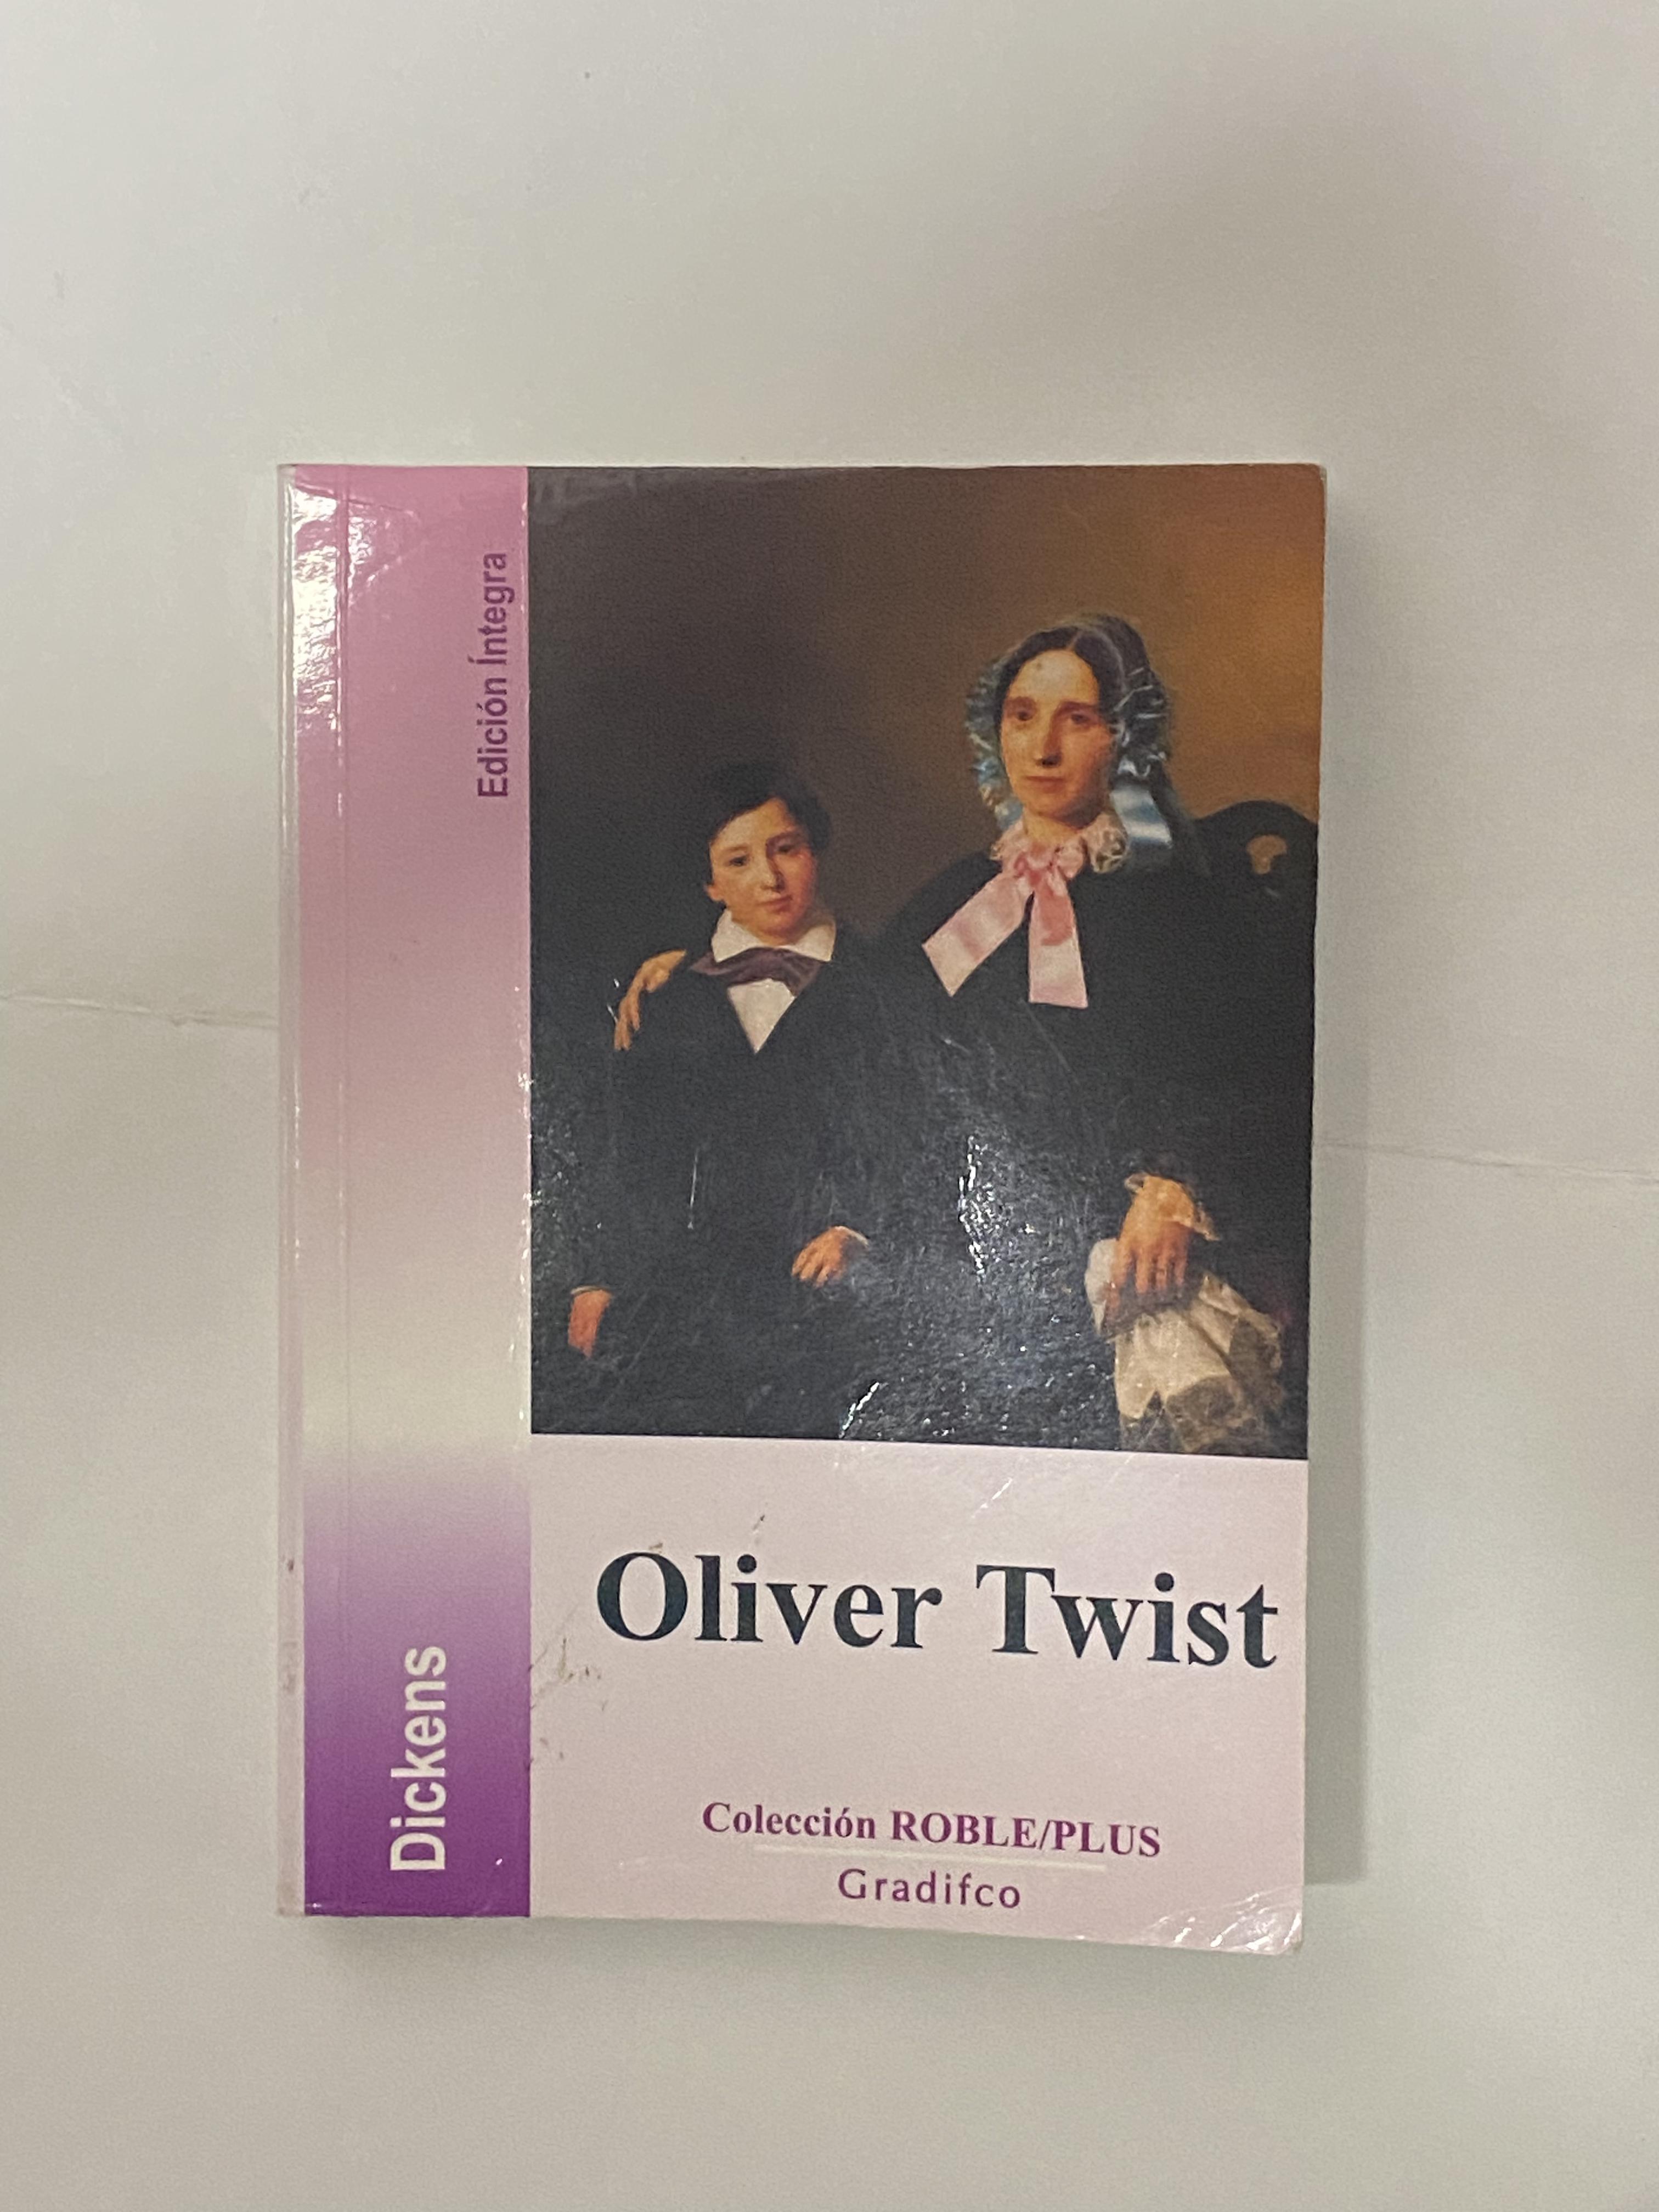 Edición Íntegra
Dickens
Oliver Twist
Colección ROBLE/PLUS
Gradifco